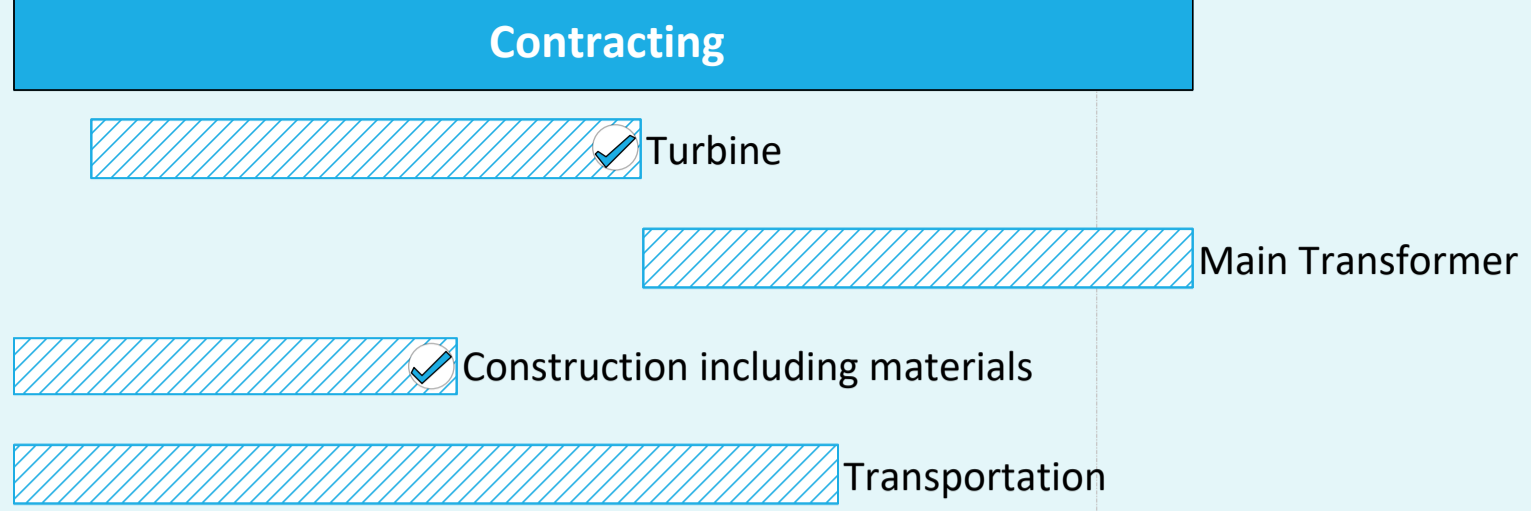 Contracting
Turbine
Main Transformer
Construction including materials
Transportation